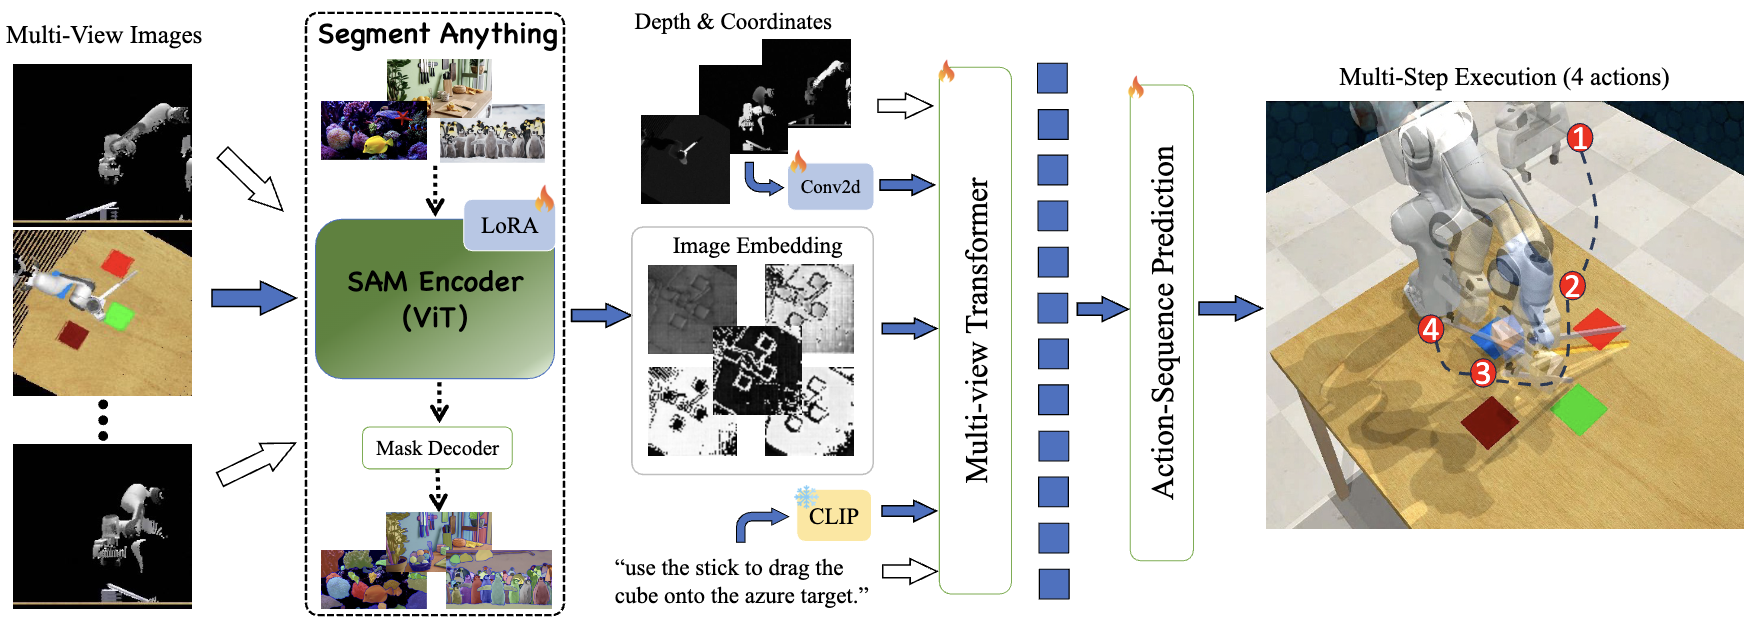 Multi-View Images
Segment Anything
LoRA
SAM Encoder
(ViT)
Mask Decoder
Depth & Coordinates
Conv2d
Image Embedding
CLIP
“use the stick to drag the
cube onto the azure target.”
Multi-view Transformer
Action-Sequence Prediction
Multi-Step Execution (4 actions)
1
2
4
3